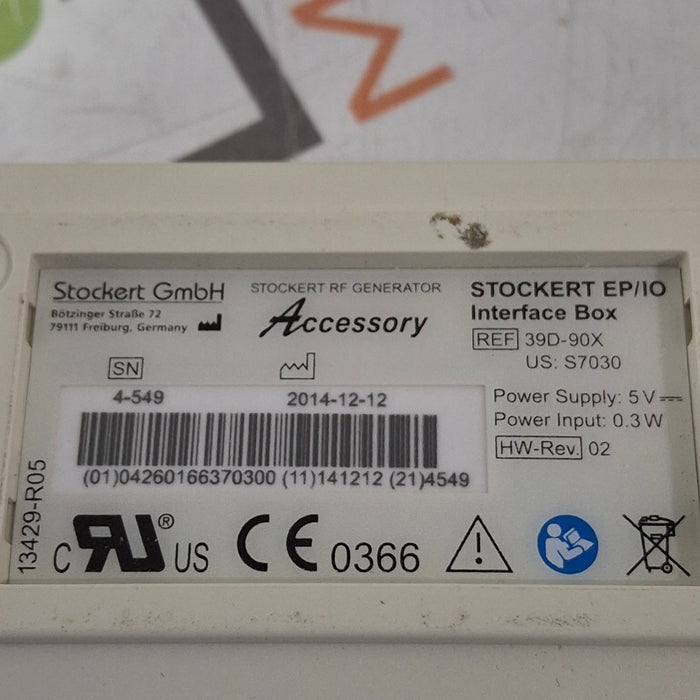 Stockert GmbH
Bötzinger Straße 72
79111 Freiburg, Germany
STOCKERT RF GENERATOR
Accessory
STOCKERT EP/IO
Interface Box
REF 39D-90X
US: S7030
SN
4-549
2014-12-12
Power Supply: 5 V
Power Input: 0.3 W
HW-Rev. 02
(01)04260166370300 (11)141212 (21)4549
13429-R05
C RU ® US
CE 0366